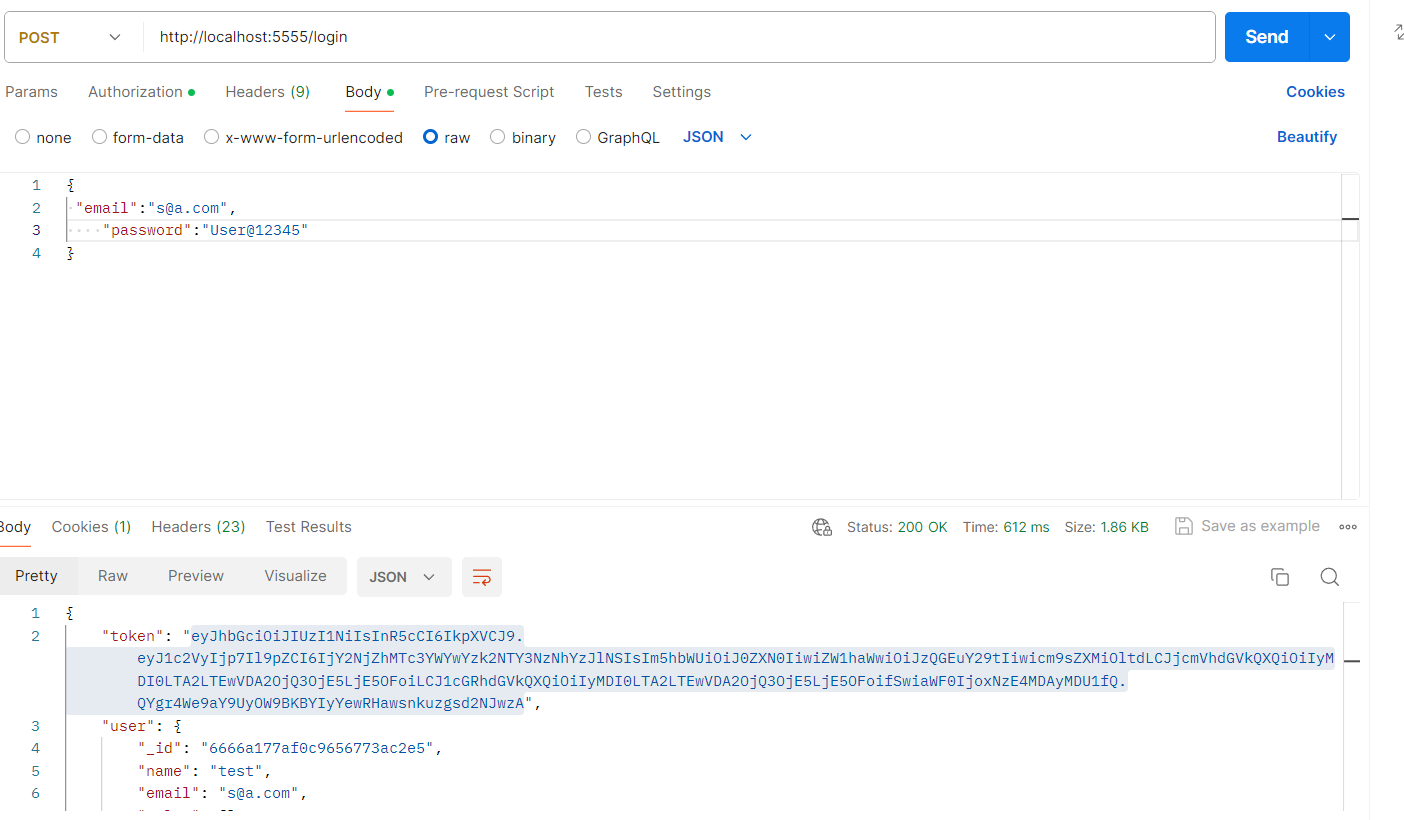 POST http://localhost:5555/login Send
Params Authorization Headers (9) Body Pre-request Script Tests Settings Cookies
none form-data x-www-form-urlencoded raw binary GraphQL JSON Beautify
1 {
2 "email":"s@a.com",
3 "password":"User@12345"
4 }
Body Cookies (1) Headers (23) Test Results Status: 200 OK Time: 612 ms Size: 1.86 KB Save as example
Pretty Raw Preview Visualize JSON
1 {
2 "token": "eyJhbGciOiJIUzI1NiIsInR5cCI6IkpXVCJ9.
eyJ1c2VyIjp7Il9pZCI6IjY2NjZhMTc3YWYwYzk2NTY3NzNhYzJlNSIsIm5hbWUiOiJ0ZXN0IiwiZW1haWwiOiJzQGEuY29tIiwicm9sZXMiOltdLCJjcmVhdGVkQXQiOiIyM
DI0LTA2LTEwVDA2OjQ3OjE5LjE5OFoiLCJ1cGRhdGVkQXQiOiIyMDI0LTA2LTEwVDA2OjQ3OjE5LjE5OFoifSwiaWF0IjoxNzE4MDAyMDU1fQ.
QYgr4We9aY9UyOW9BKBYIyYewRHawsnkuzgsd2NJwzA",
3 "user": {
4 "_id": "6666a177af0c9656773ac2e5",
5 "name": "test",
6 "email": "s@a.com",